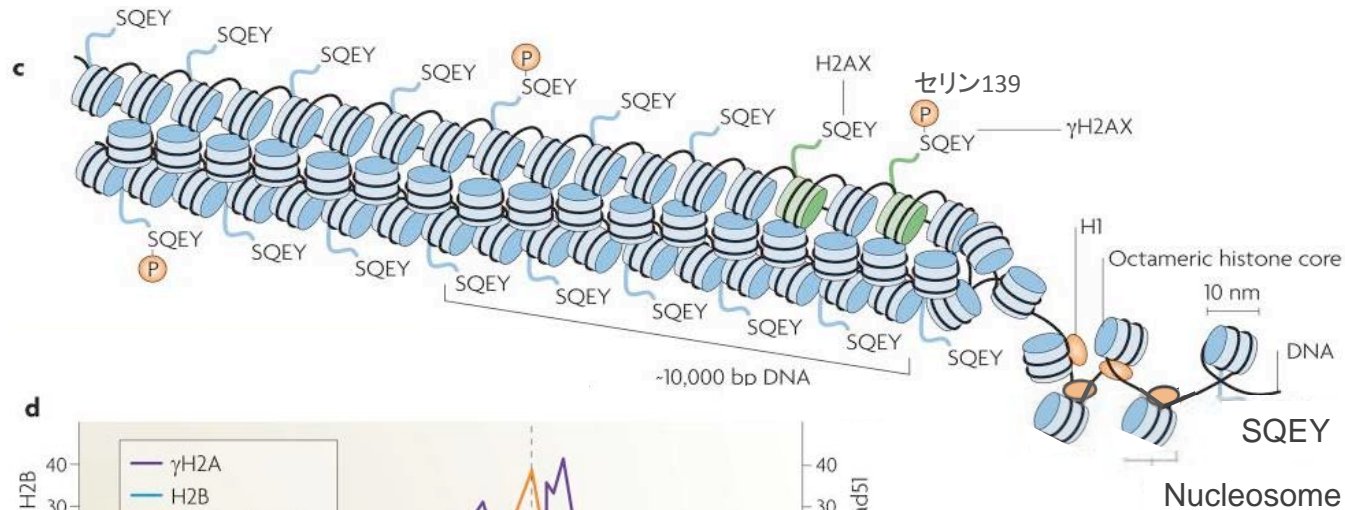 c
SQEY
SQEY
SQEY
SQEY
P
SQEY
SQEY
SQEY
H2AX
SQEY
セリン139
P
SQEY
γH2AX
SQEY
P
SQEY
SQEY
SQEY
SQEY
SQEY
SQEY
SQEY
SQEY
~10,000 bp DNA
H1
Octameric histone core
10 nm
DNA
SQEY
Nucleosome
d
γH2A
H2B
40
30
H2B
40
30